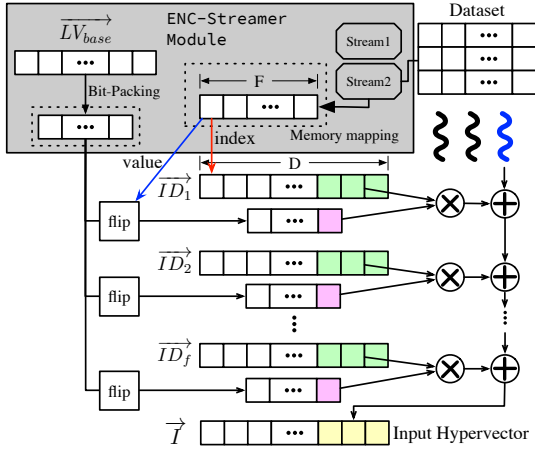 ENC-Streamer
Module
Dataset
LV_base
Stream1
Stream2
F
Bit-Packing
Memory mapping
value
index
D
ID_1
flip
ID_2
flip
ID_f
flip
I
Input Hypervector